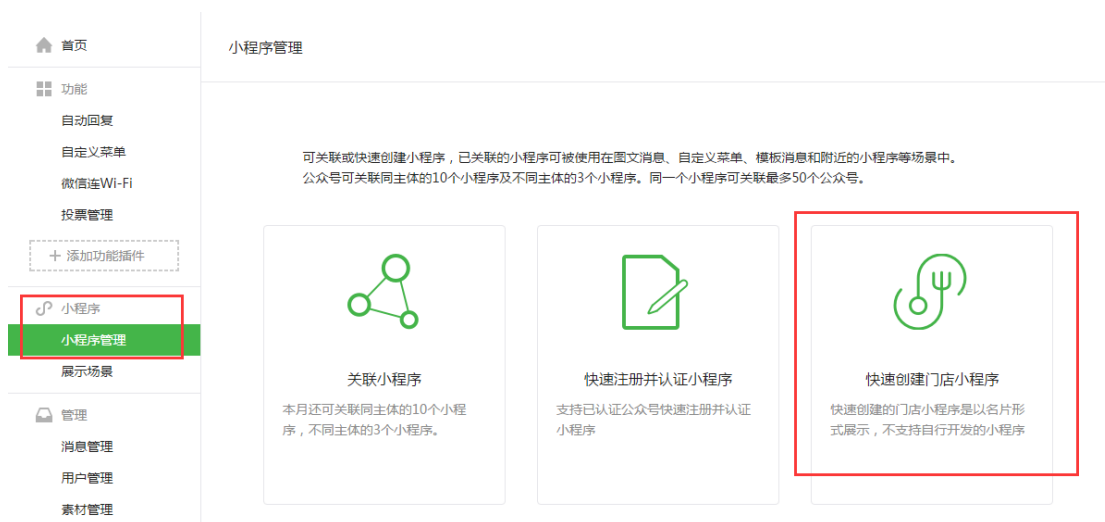 首页
小程序管理
功能
自动回复
自定义菜单
微信连Wi-Fi
投票管理
添加功能插件
小程序
小程序管理
展示场景
管理
消息管理
用户管理
素材管理
可关联或快速创建小程序，已关联的小程序可被使用在图文消息、自定义菜单、模板消息和附近的小程序等场景中。
公众号可关联同主体的10个小程序及不同主体的3个小程序。同一个小程序可关联最多50个公众号。
关联小程序
本月还可关联同主体的10个小程
序，不同主体的3个小程序。
快速注册并认证小程序
支持已认证公众号快速注册并认证
小程序
快速创建门店小程序
快速创建的门店小程序是以名片形
式展示，不支持自行开发的小程序